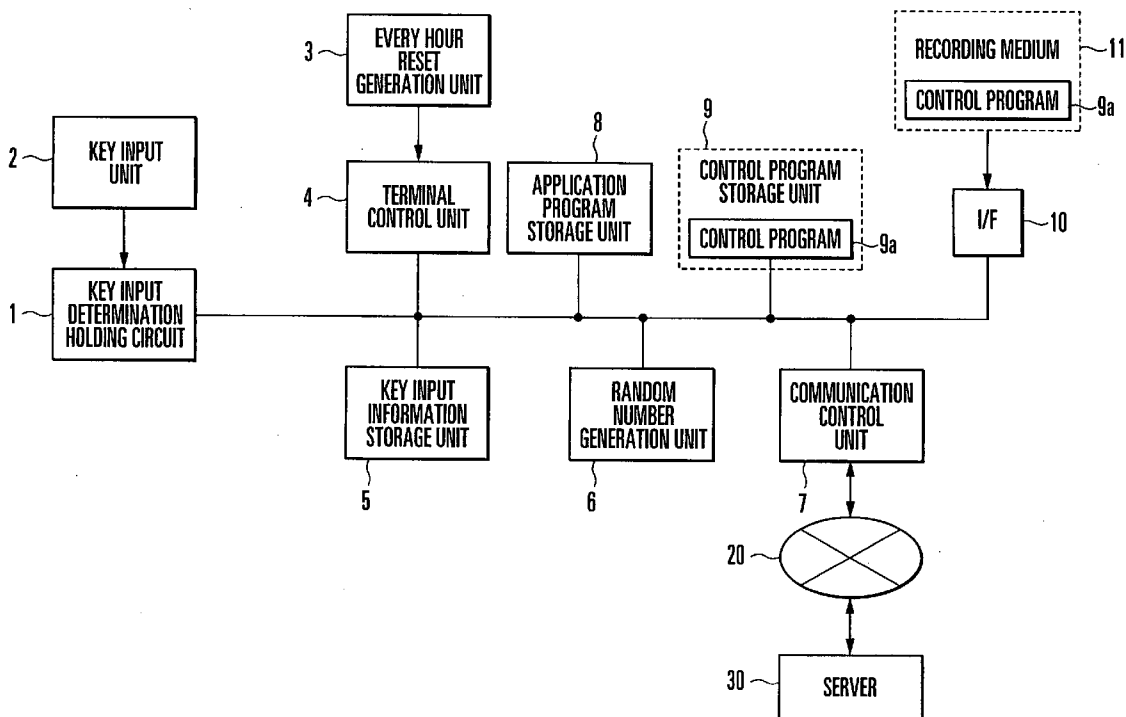 3
EVERY HOUR
RESET
GENERATION UNIT
RECORDING MEDIUM
11
CONTROL PROGRAM
9a
2
KEY INPUT
UNIT
4
TERMINAL
CONTROL UNIT
8
APPLICATION
PROGRAM
STORAGE UNIT
9
CONTROL PROGRAM
STORAGE UNIT
CONTROL PROGRAM
9a
I/F
10
1
KEY INPUT
DETERMINATION
HOLDING CIRCUIT
KEY INPUT
INFORMATION
STORAGE UNIT
5
RANDOM
NUMBER
GENERATION UNIT
6
COMMUNICATION
CONTROL
UNIT
7
20
30
SERVER